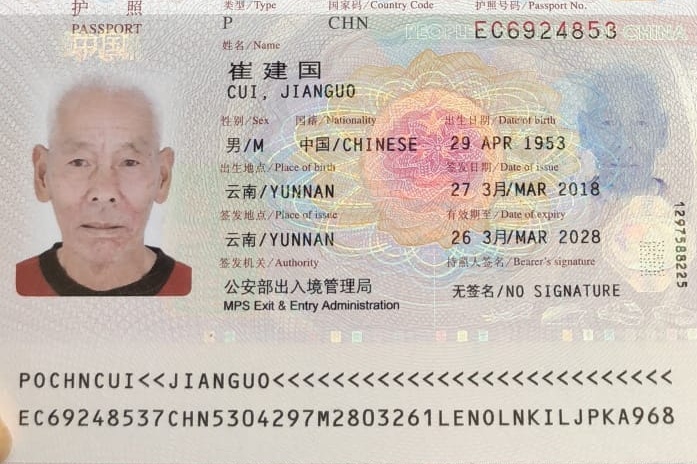 护 照 类型/Type 国家码/Country Code 护照号码/Passport No.
PASSPORT P CHN EC6924853
中国 PEOPLE CHINA
姓名/Name
崔建国
CUI, JIANGUO
性别/Sex 国籍/Nationality 出生日期/Date of birth
男/M 中国/CHINESE 29 APR 1953
出生地点/Place of birth 签发日期/Date of issue
云南/YUNNAN 27 3月/MAR 2018
签发地点/Place of issue 有效期至/Date of expiry
云南/YUNNAN 26 3月/MAR 2028
签发机关/Authority 持照人签名/Bearer's signature
公安部出入境管理局 无签名/NO SIGNATURE
MPS Exit & Entry Administration
1297588225
POCHNCUI<<JIANGUO<<<<<<<<<<<<<<<<<<<<<<<<<<<
EC69248537CHN5304297M2803261LENOLNKILJPKA968